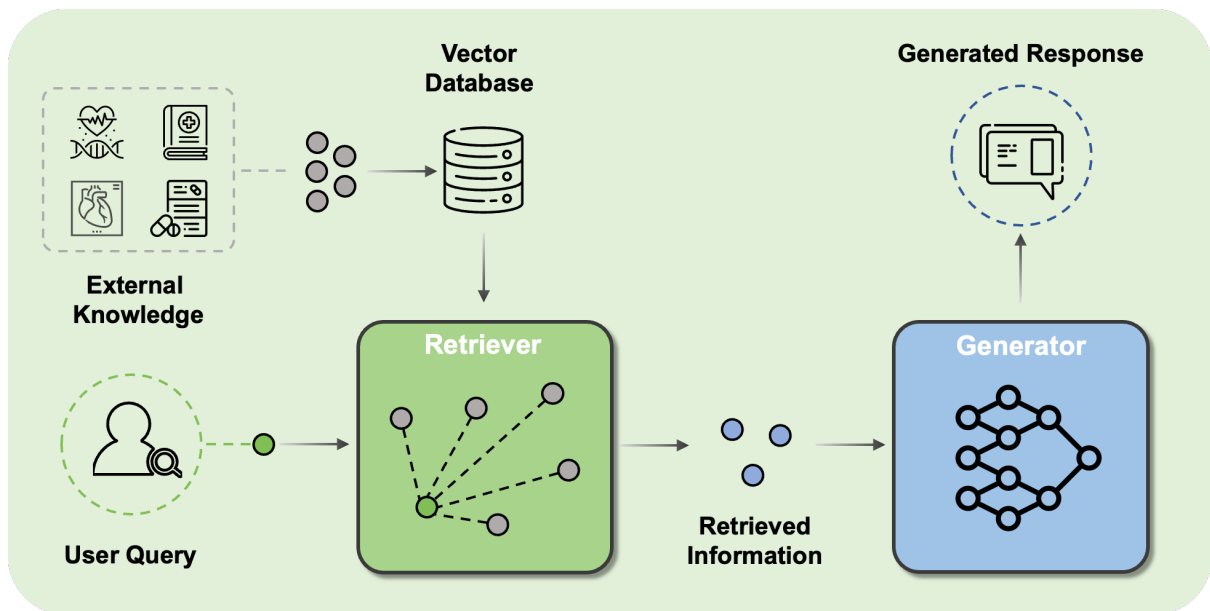 Vector
Database
Generated Response
External
Knowledge
Retriever
Generator
User Query
Retrieved
Information